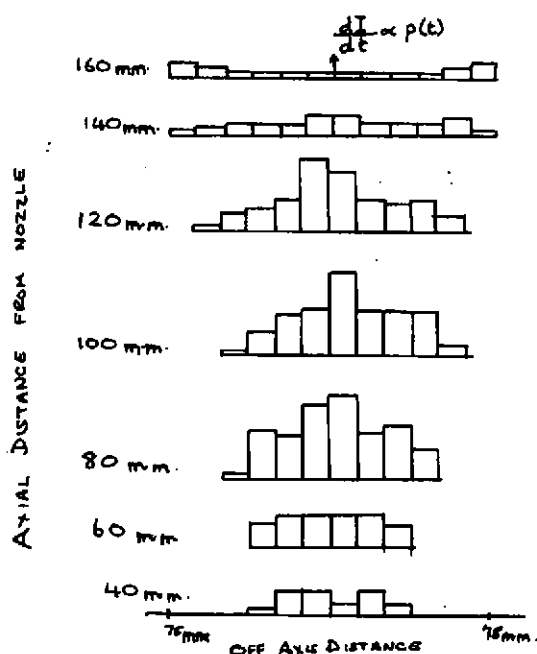 dI/dt ∝ p(t)
160 mm.
140 mm.
120 mm.
100 mm.
80 mm.
60 mm
40 mm.
AXIAL DISTANCE FROM NOZZLE
75mm
75mm
OFF AXIS DISTANCE